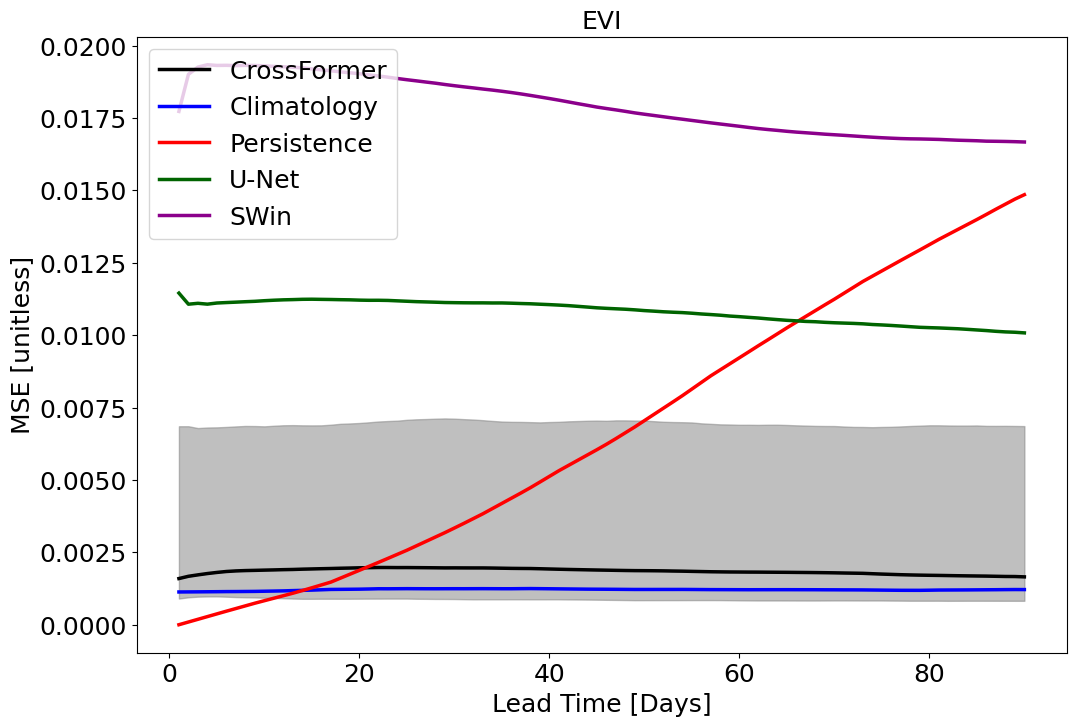 EVI
0.0200
0.0175
0.0150
0.0125
0.0100
0.0075
0.0050
0.0025
0.0000
MSE [unitless]
CrossFormer
Climatology
Persistence
U-Net
SWin
0 20 40 60 80
Lead Time [Days]